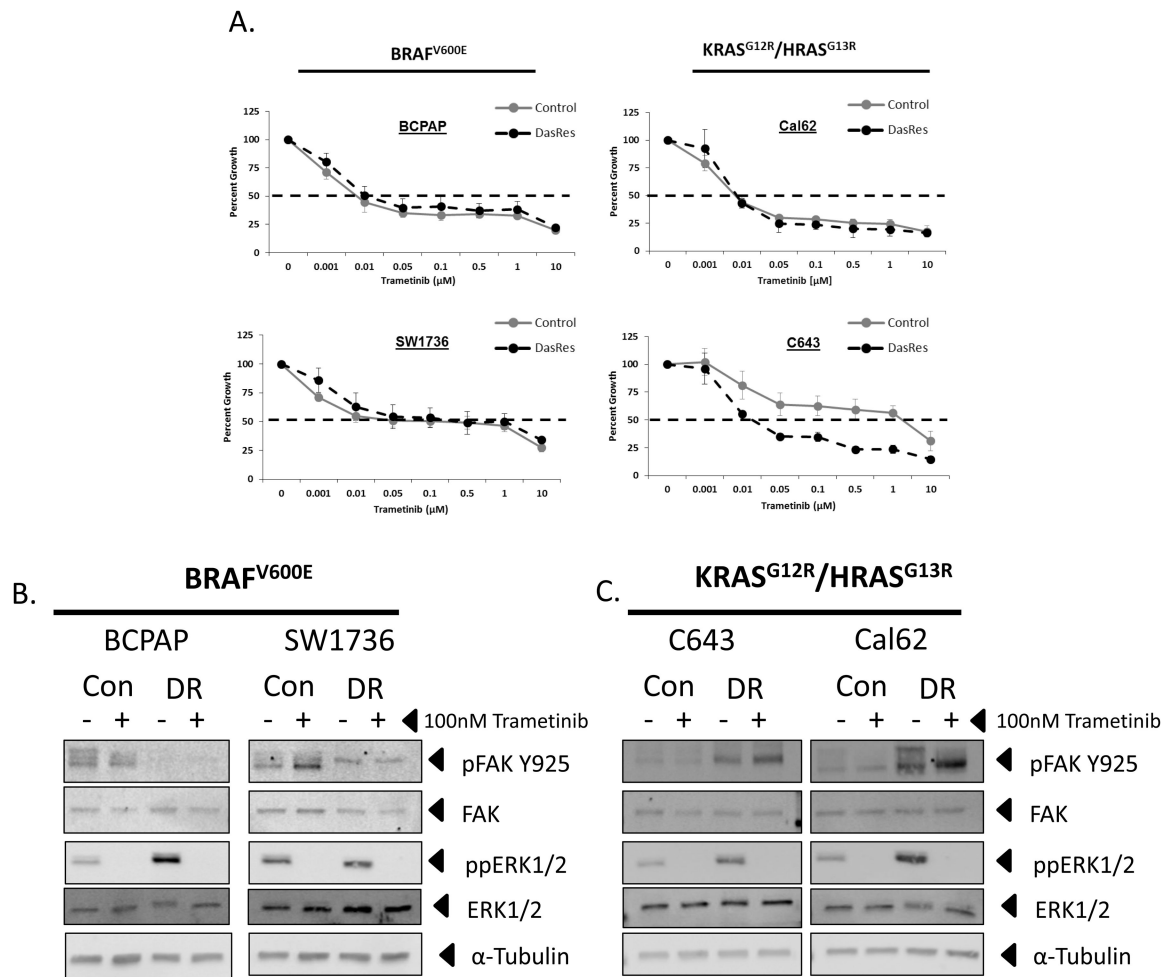 A.
BRAFV600E
KRASG12R/HRASG13R
125
100
75
50
25
0
Percent Growth
BCPAP
Control
DasRes
0 0.001 0.01 0.05 0.1 0.5 1 10
Trametinib (µM)
125
100
75
50
25
0
Percent Growth
Cal62
Control
DasRes
0 0.001 0.01 0.05 0.1 0.5 1 10
Trametinib [µM]
125
100
75
50
25
0
Percent Growth
SW1736
Control
DasRes
0 0.001 0.01 0.05 0.1 0.5 1 10
Trametinib (µM)
125
100
75
50
25
0
Percent Growth
C643
Control
DasRes
0 0.001 0.01 0.05 0.1 0.5 1 10
Trametinib (µM)
B.
BRAFV600E
BCPAP SW1736
Con DR Con DR
- + - + - + - + 100nM Trametinib
pFAK Y925
FAK
ppERK1/2
ERK1/2
α-Tubulin
C.
KRASG12R/HRASG13R
C643 Cal62
Con DR Con DR
- + - + - + - + 100nM Trametinib
pFAK Y925
FAK
ppERK1/2
ERK1/2
α-Tubulin